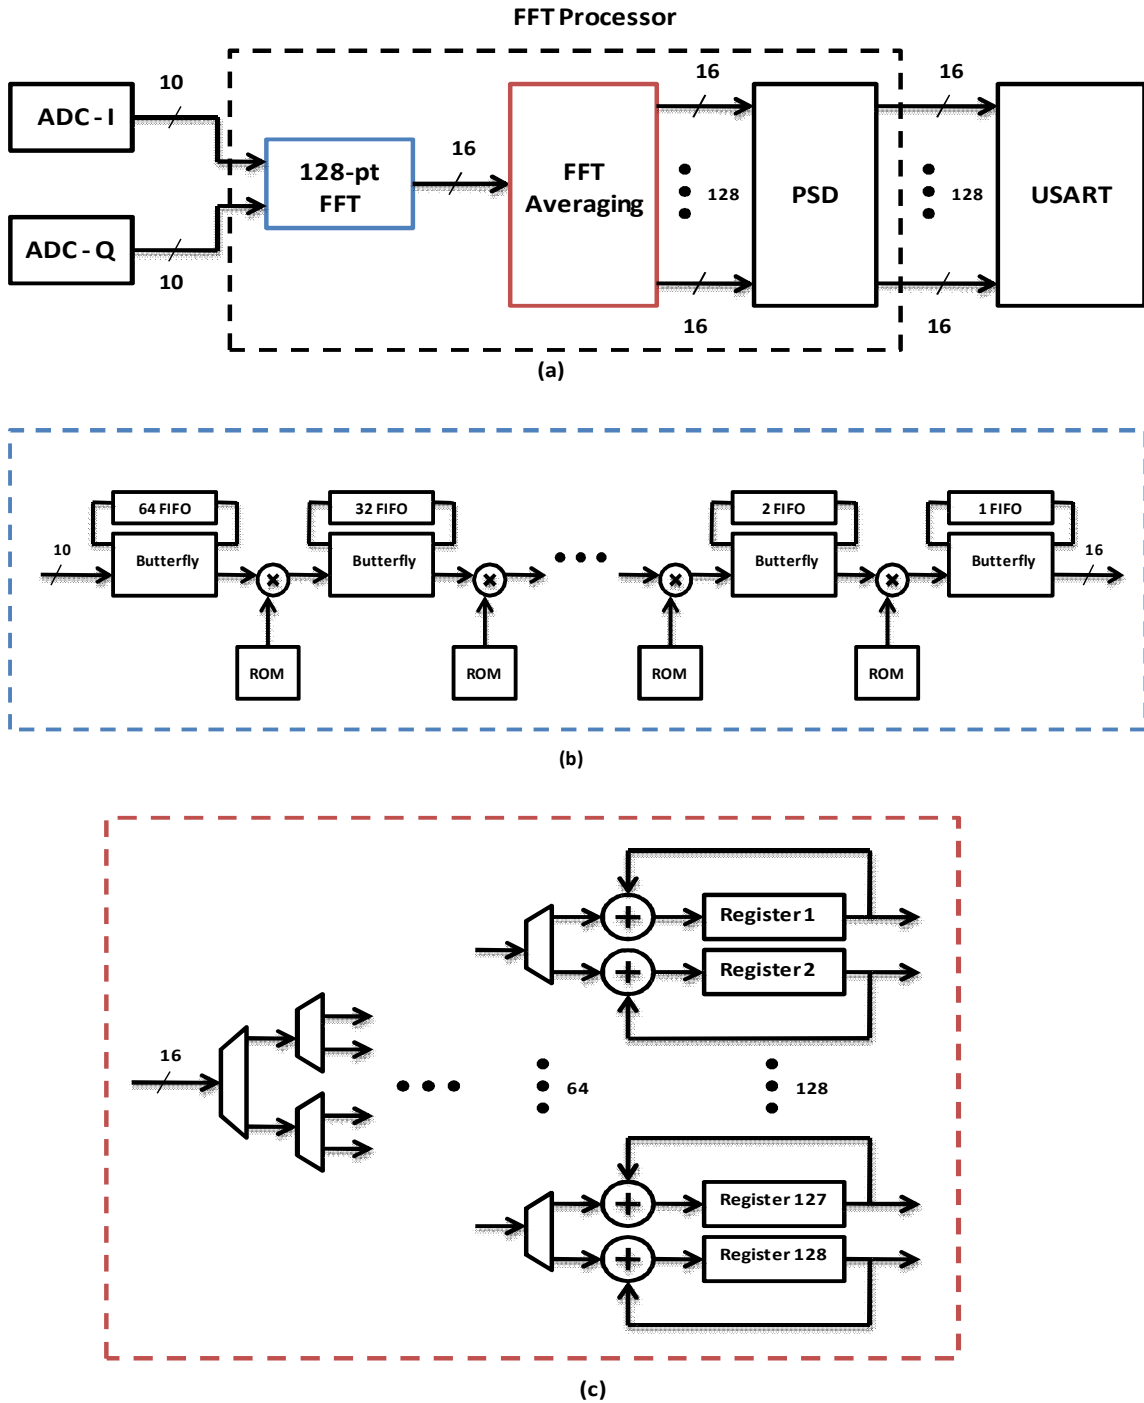 FFT Processor
10
ADC - I
16
128-pt
FFT
FFT
Averaging
16
128
16
PSD
16
128
16
USART
ADC - Q
10
(a)
64 FIFO
32 FIFO
2 FIFO
1 FIFO
10
Butterfly
Butterfly
Butterfly
Butterfly
16
ROM
ROM
ROM
ROM
(b)
Register 1
Register 2
16
64
128
Register 127
Register 128
(c)